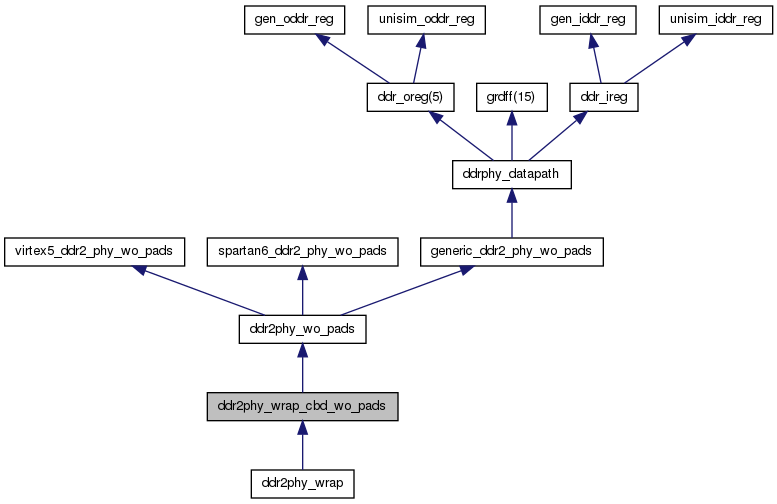 gen_oddr_reg
unisim_oddr_reg
gen_iddr_reg
unisim_iddr_reg
ddr_oreg(5)
grdff(15)
ddr_ireg
ddrphy_datapath
virtex5_ddr2_phy_wo_pads
spartan6_ddr2_phy_wo_pads
generic_ddr2_phy_wo_pads
ddr2phy_wo_pads
ddr2phy_wrap_cbd_wo_pads
ddr2phy_wrap